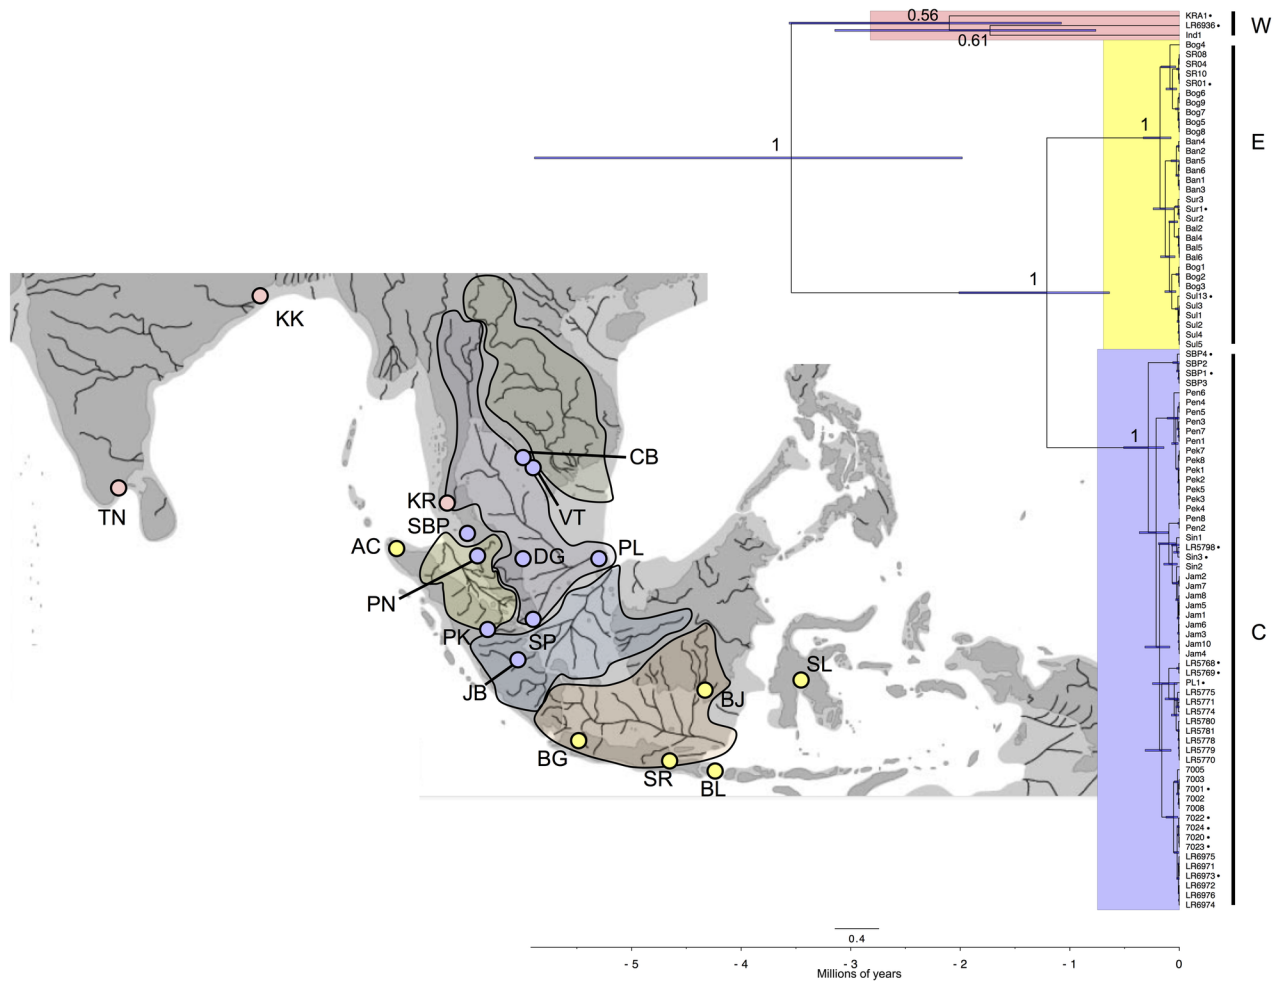 KK
TN
KR
SBP
AC
PN
PK
JB
SP
DG
PL
CB
VT
SL
BJ
BG
SR
BL
0.56
0.61
1
1
1
1
KRA1•
LR6936•
Ind1
Bog4
SR08
SR04
SR10
SR01•
Bog6
Bog9
Bog7
Bog5
Bog8
Ban4
Ban2
Ban5
Ban6
Ban1
Ban3
Sur3
Sur1•
Sur2
Bal2
Bal4
Bal5
Bal6
Bog1
Bog2
Bog3
Sul13•
Sul3
Sul1
Sul2
Sul4
Sul5
SBP4•
SBP2
SBP1•
SBP3
Pen6
Pen4
Pen5
Pen3
Pen7
Pen1
Pek7
Pek8
Pek1
Pek2
Pek5
Pek3
Pek4
Pen8
Pen2
Sin1
LR5798•
Sin3•
Sin2
Jam2
Jam7
Jam8
Jam5
Jam1
Jam6
Jam3
Jam10
Jam4
LR5768•
LR5769•
PL1•
LR5775
LR5771
LR5774
LR5780
LR5781
LR5778
LR5779
LR5770
7005
7003
7001•
7002
7008
7022•
7024•
7020•
7023•
LR6975
LR6971
LR6973•
LR6972
LR6976
LR6974
W
E
C
0.4
- 5 - 4 - 3 - 2 - 1 0
Millions of years